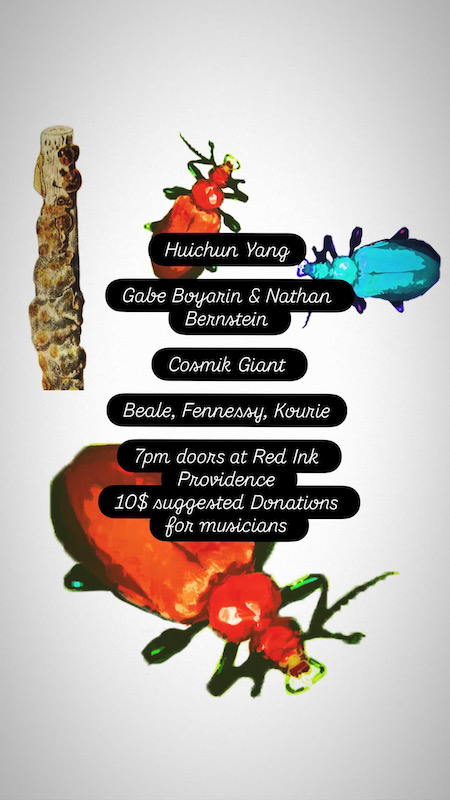 Huichun Yang
Gabe Boyarin & Nathan
Bernstein
Cosmik Giant
Beale, Fennessy, Kourie
7pm doors at Red Ink
Providence
10$ suggested Donations
for musicians